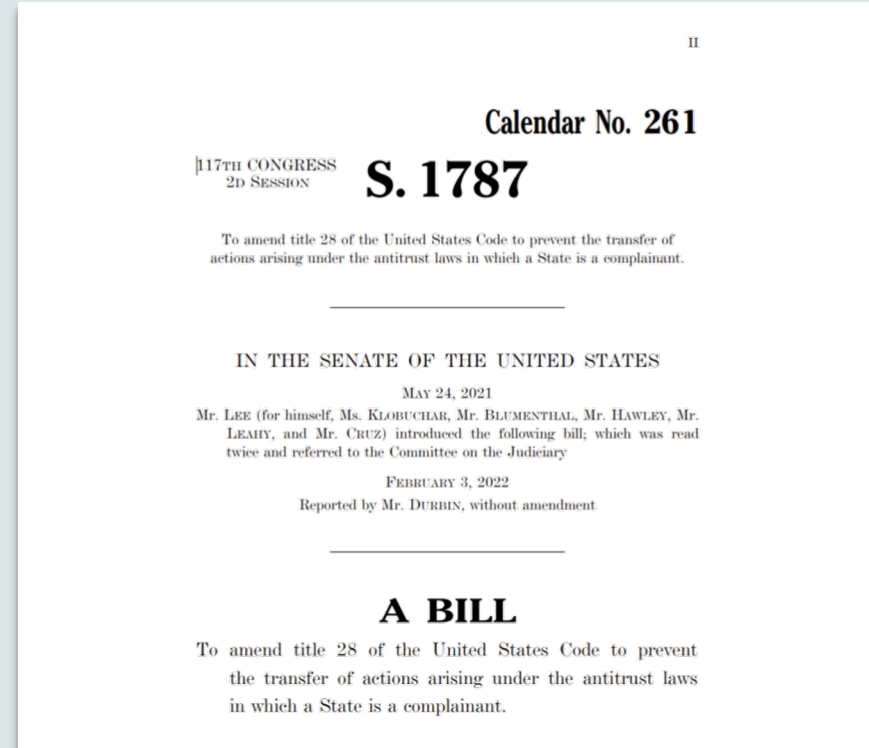 II
Calendar No. 261
117TH CONGRESS
2D SESSION
S. 1787
To amend title 28 of the United States Code to prevent the transfer of
actions arising under the antitrust laws in which a State is a complainant.
IN THE SENATE OF THE UNITED STATES
MAY 24, 2021
Mr. LEE (for himself, Ms. KLOBUCHAR, Mr. BLUMENTHAL, Mr. HAWLEY, Mr.
LEAHY, and Mr. CRUZ) introduced the following bill; which was read
twice and referred to the Committee on the Judiciary
FEBRUARY 3, 2022
Reported by Mr. DURBIN, without amendment
A BILL
To amend title 28 of the United States Code to prevent
the transfer of actions arising under the antitrust laws
in which a State is a complainant.